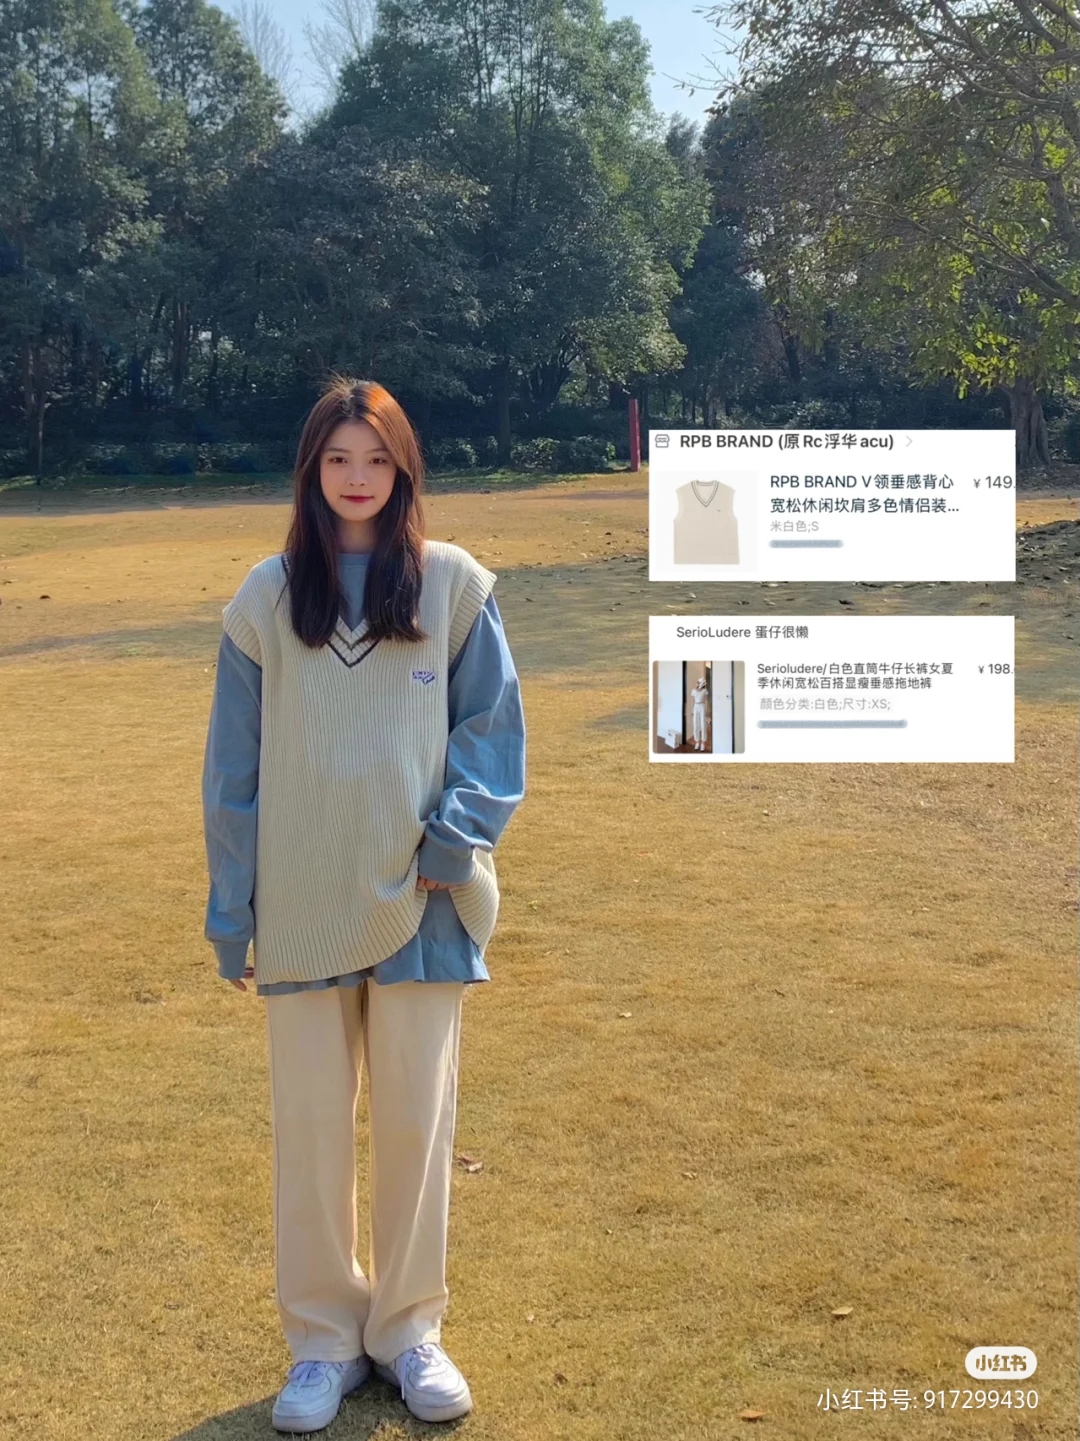 RPB BRAND (原Rc浮华acu)
RPB BRAND V领垂感背心
¥ 149.
宽松休闲坎肩多色情侣装...
米白色;S
SerioLudere 蛋仔很懒
Serioludere/白色直筒牛仔长裤女夏
¥ 198.
季休闲宽松百搭显瘦垂感拖地裤
颜色分类:白色;尺寸:XS;
小红书
小红书号: 917299430